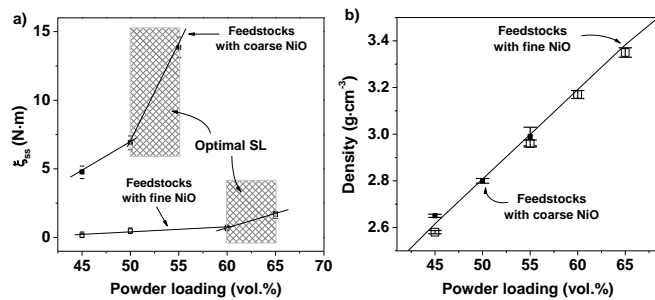 a)
ξss (N·m)
15
10
5
0
45 50 55 60 65 70
Powder loading (vol.%)
Feedstocks
with coarse NiO
Optimal SL
Feedstocks
with fine NiO
b)
Density (g·cm⁻³)
3.4
3.2
3.0
2.8
2.6
40 45 50 55 60 65
Powder loading (vol.%)
Feedstocks
with fine NiO
Feedstocks
with coarse NiO